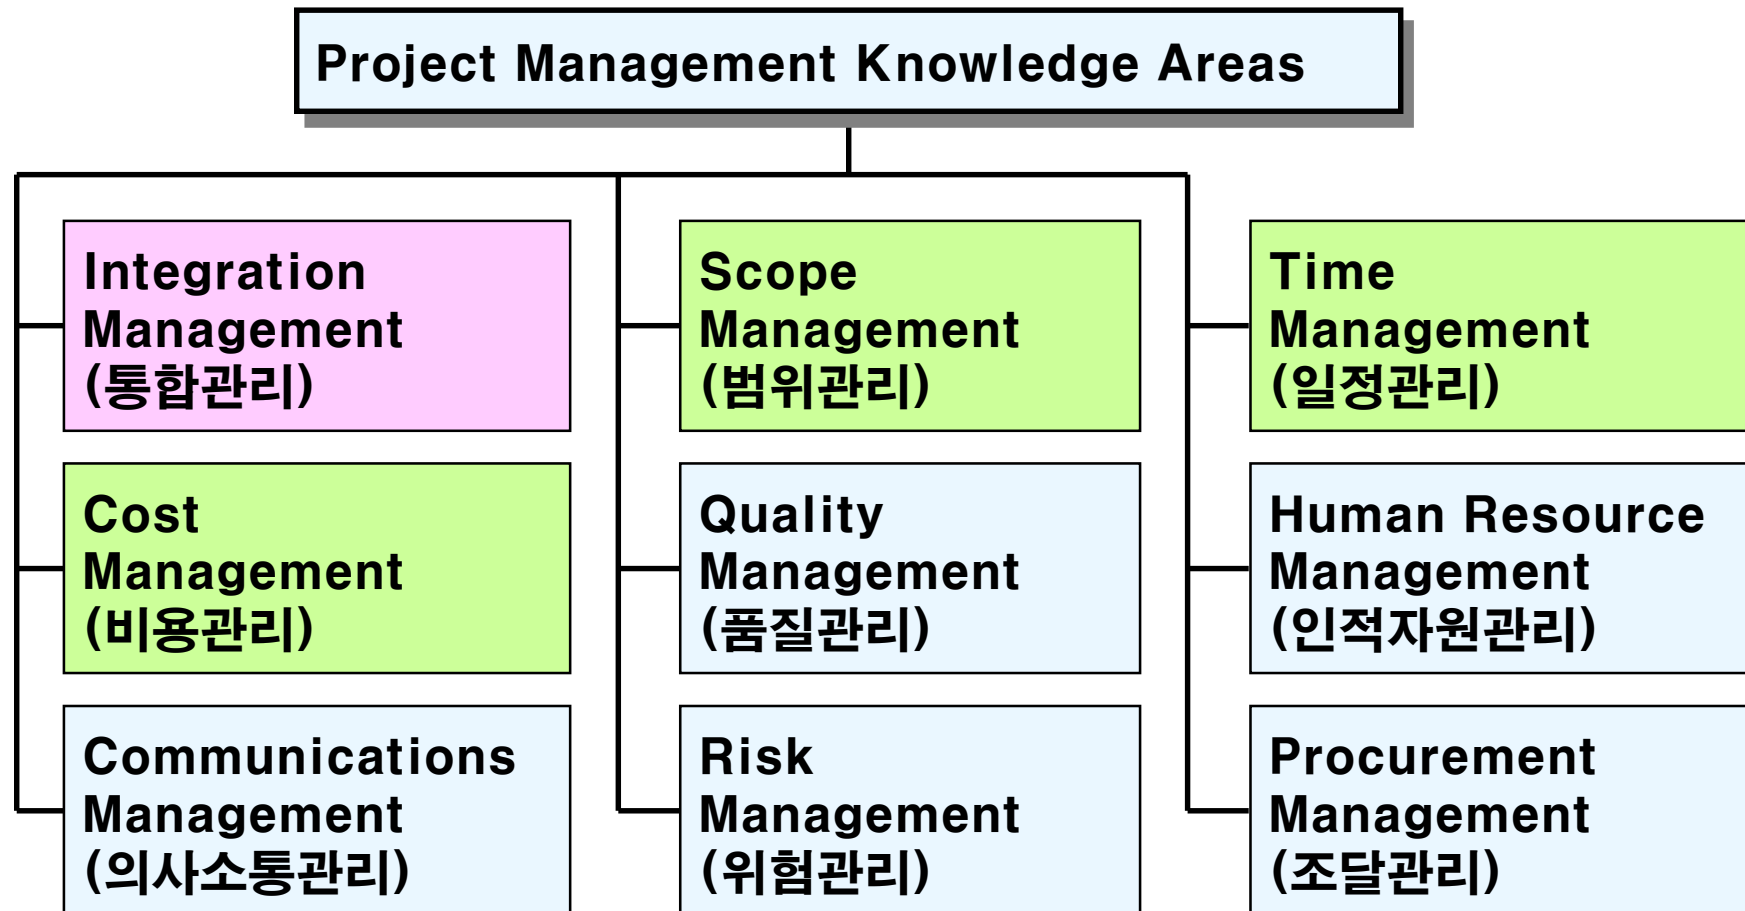 Project Management Knowledge Areas
Integration
Management
(통합관리)
Scope
Management
(범위관리)
Time
Management
(일정관리)
Cost
Management
(비용관리)
Quality
Management
(품질관리)
Human Resource
Management
(인적자원관리)
Communications
Management
(의사소통관리)
Risk
Management
(위험관리)
Procurement
Management
(조달관리)